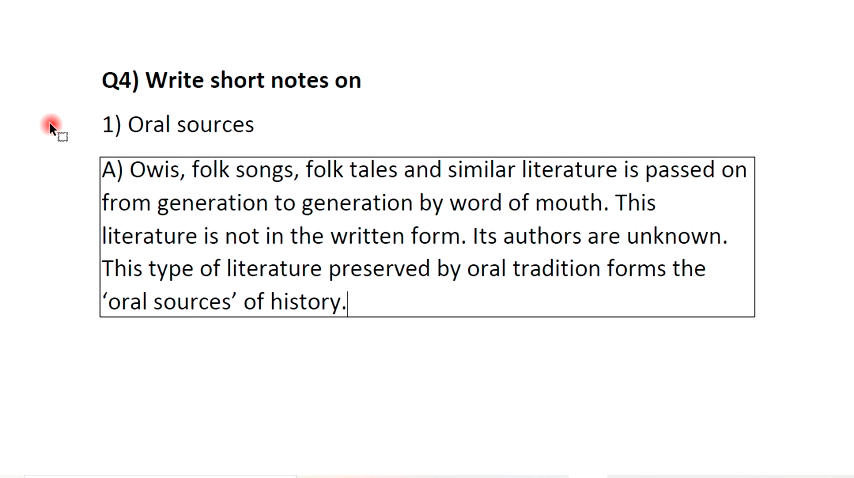 Q4) Write short notes on
1) Oral sources
A) Owis, folk songs, folk tales and similar literature is passed on
from generation to generation by word of mouth. This
literature is not in the written form. Its authors are unknown.
This type of literature preserved by oral tradition forms the
‘oral sources’ of history.